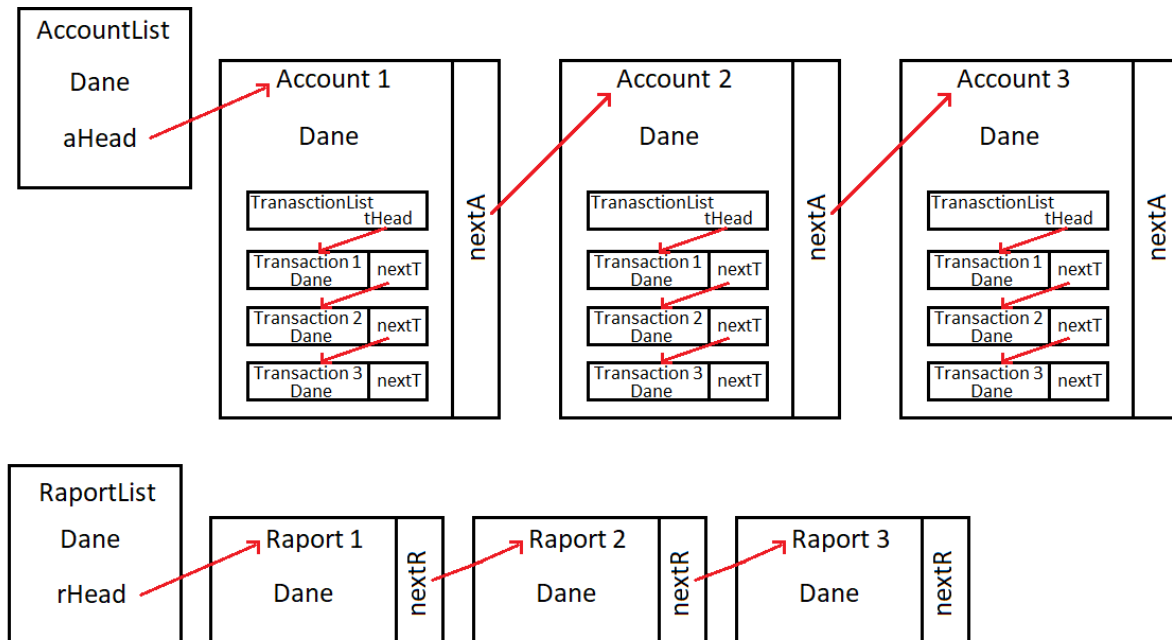 AccountList
Dane
aHead
Account 1
Dane
TranasctionList
tHead
Transaction 1
Dane
nextT
Transaction 2
Dane
nextT
Transaction 3
Dane
nextT
nextA
Account 2
Dane
TranasctionList
tHead
Transaction 1
Dane
nextT
Transaction 2
Dane
nextT
Transaction 3
Dane
nextT
nextA
Account 3
Dane
TranasctionList
tHead
Transaction 1
Dane
nextT
Transaction 2
Dane
nextT
Transaction 3
Dane
nextT
nextA
RaportList
Dane
rHead
Raport 1
Dane
nextR
Raport 2
Dane
nextR
Raport 3
Dane
nextR